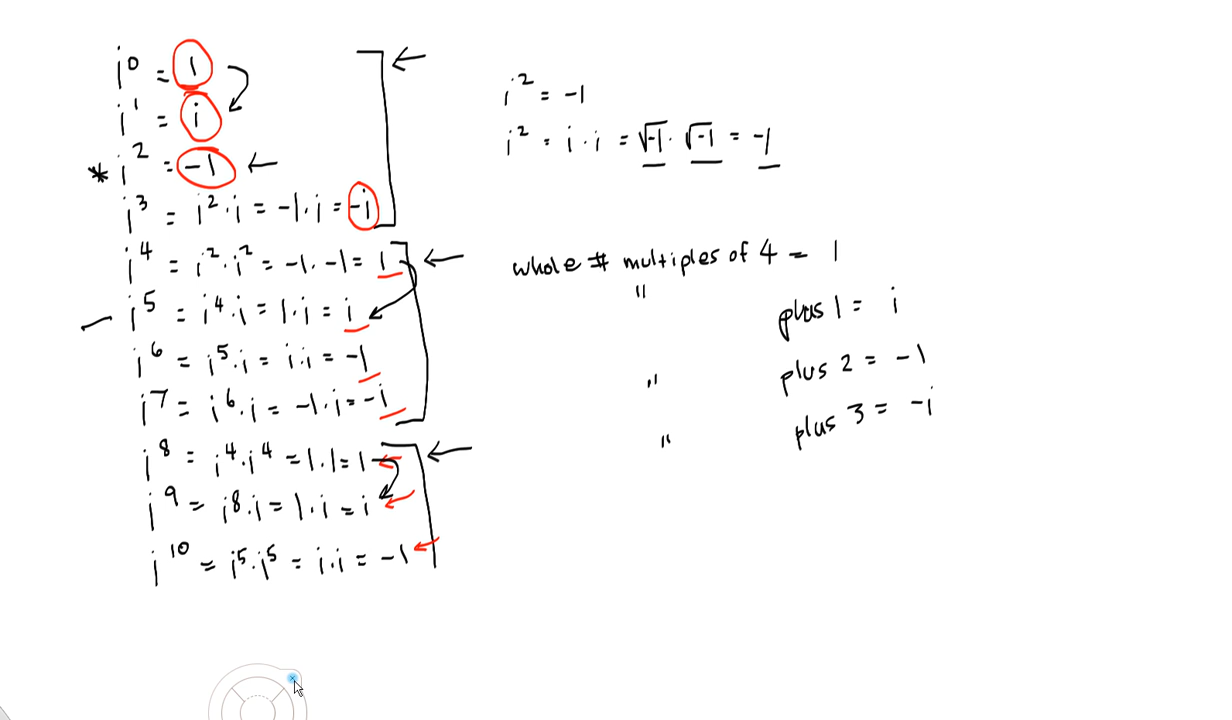 i⁰ = 1
i¹ = i
* i² = -1
i³ = i²·i = -1·i = -i
i⁴ = i²·i² = -1·-1 = 1
i⁵ = i⁴·i = 1·i = i
i⁶ = i⁵·i = i·i = -1
i⁷ = i⁶·i = -1·i = -i
i⁸ = i⁴·i⁴ = 1·1 = 1
i⁹ = i⁸·i = 1·i = i
i¹⁰ = i⁵·i⁵ = i·i = -1
i² = -1
i² = i·i = √-1·√-1 = -1
whole # multiples of 4 = 1
" plus 1 = i
" plus 2 = -1
" plus 3 = -i